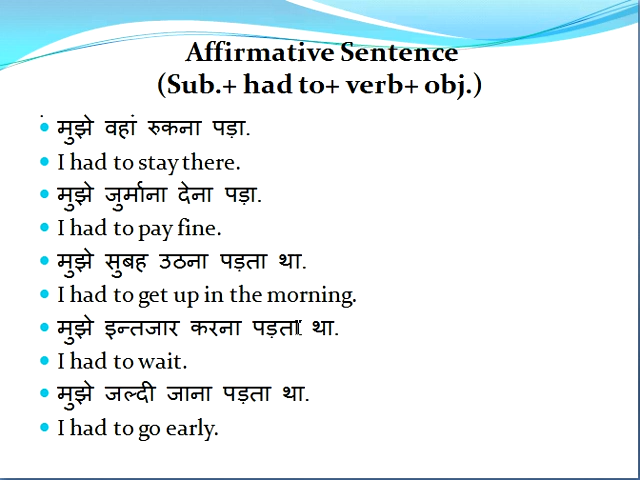 Affirmative Sentence
(Sub.+ had to+ verb+ obj.)
मुझे वहां रुकना पड़ा.
I had to stay there.
मुझे जुर्माना देना पड़ा.
I had to pay fine.
मुझे सुबह उठना पड़ता था.
I had to get up in the morning.
मुझे इन्तजार करना पड़ता था.
I had to wait.
मुझे जल्दी जाना पड़ता था.
I had to go early.